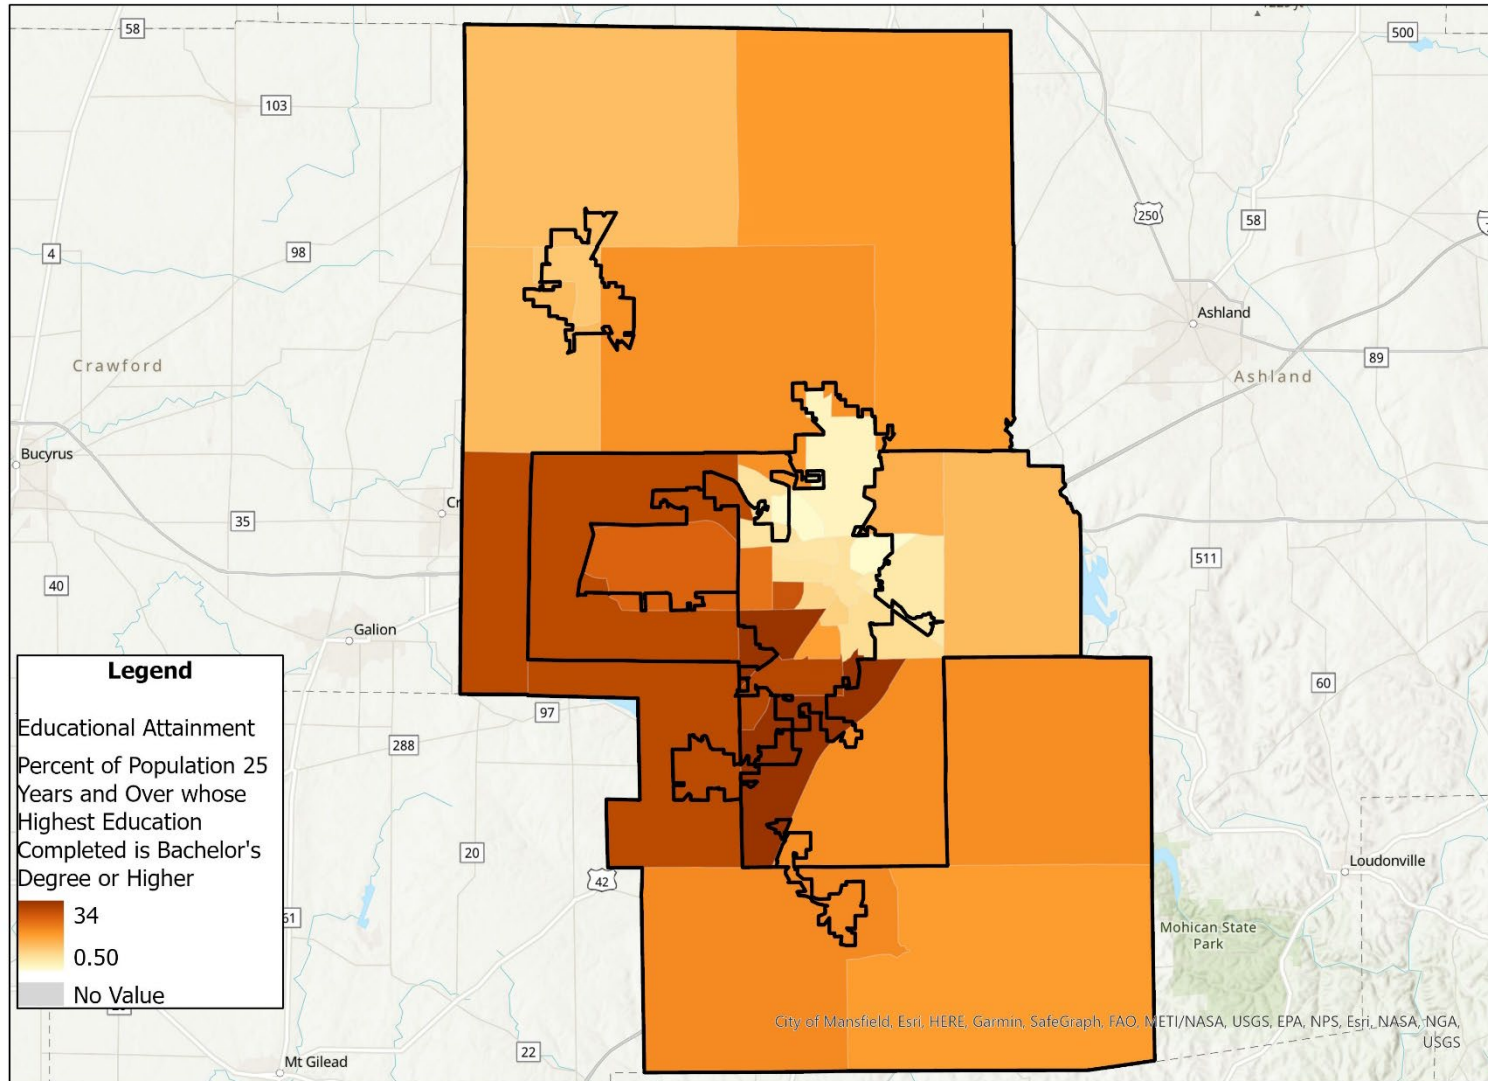 58
500
103
250
58
4
98
Ashland
89
Crawford
Ashland
Bucyrus
Cr
35
511
40
Galion
60
97
288
20
42
Loudonville
61
Mohican State
Park
22
Mt Gilead
Legend
Educational Attainment
Percent of Population 25
Years and Over whose
Highest Education
Completed is Bachelor's
Degree or Higher
34
0.50
No Value
City of Mansfield, Esri, HERE, Garmin, SafeGraph, FAO, METI/NASA, USGS, EPA, NPS, Esri, NASA, NGA,
USGS